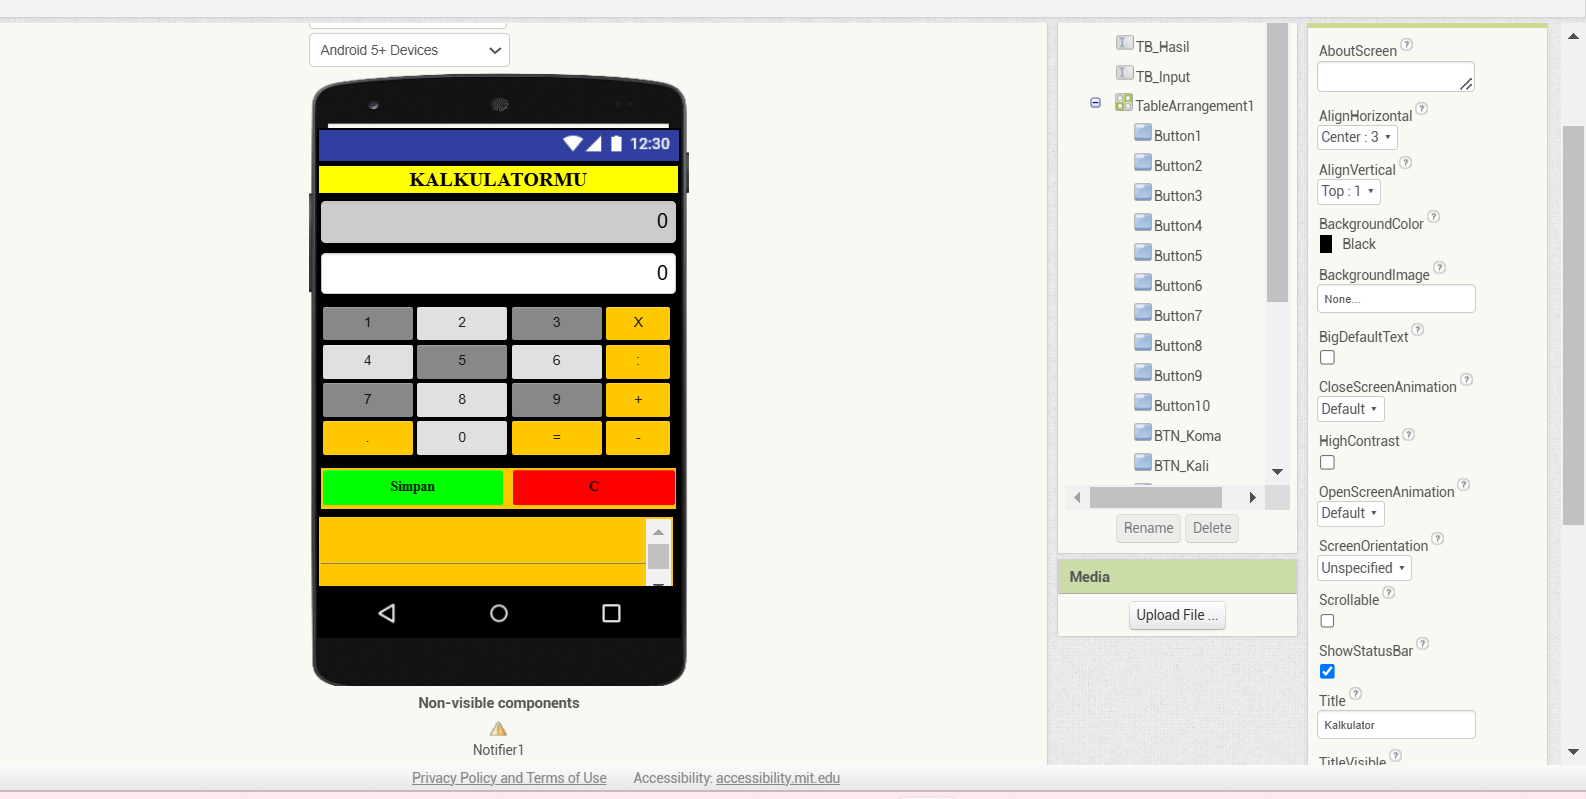 Android 5+ Devices
12:30
KALKULATORMU
0
0
1 2 3 X
4 5 6 :
7 8 9 +
. 0 = -
Simpan C
Non-visible components
Notifier1
TB_Hasil
TB_Input
TableArrangement1
Button1
Button2
Button3
Button4
Button5
Button6
Button7
Button8
Button9
Button10
BTN_Koma
BTN_Kali
Rename Delete
Media
Upload File ...
AboutScreen ?
AlignHorizontal ?
Center : 3
AlignVertical ?
Top : 1
BackgroundColor ?
Black
BackgroundImage ?
None...
BigDefaultText ?
CloseScreenAnimation ?
Default
HighContrast ?
OpenScreenAnimation ?
Default
ScreenOrientation ?
Unspecified
Scrollable ?
ShowStatusBar ?
Title ?
Kalkulator
TitleVisible ?
Privacy Policy and Terms of Use Accessibility: accessibility.mit.edu